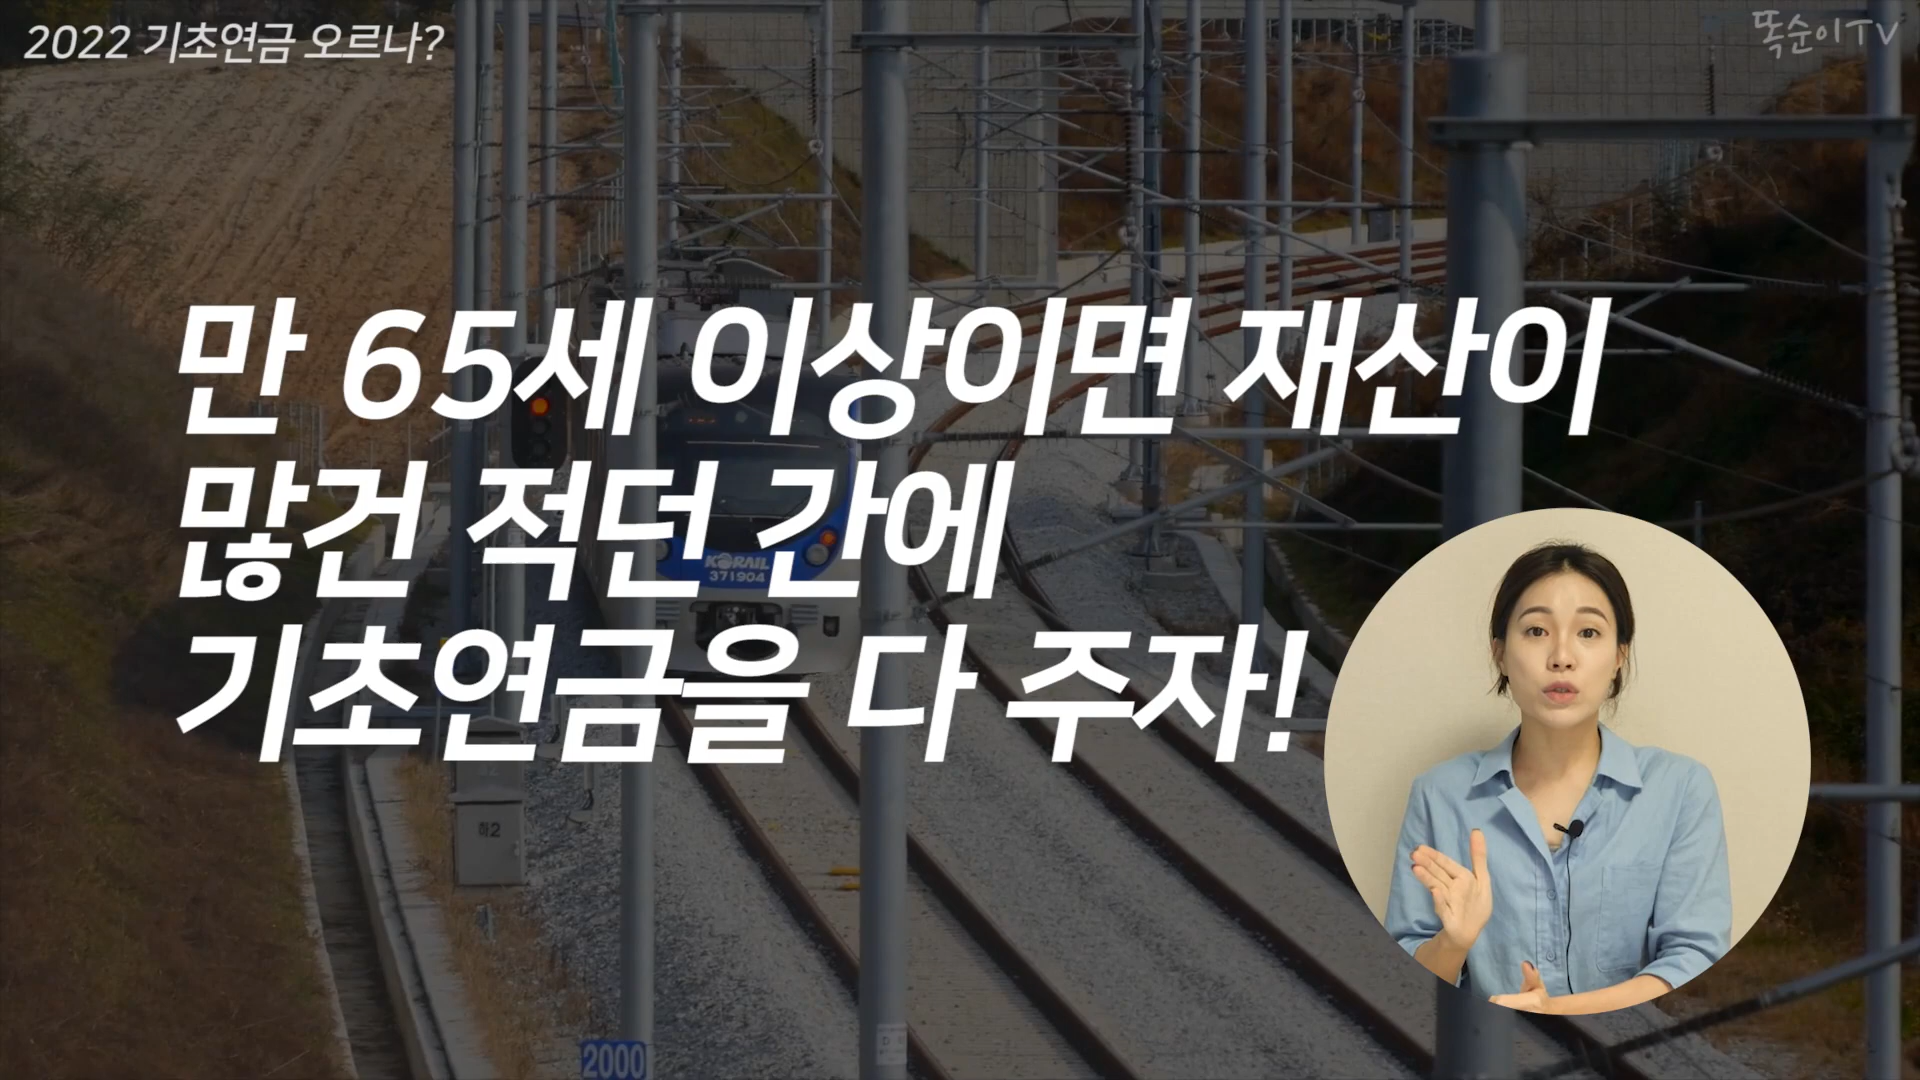 2022 기초연금 오르나?
똑순이TV
만 65세 이상이면 재산이
많건 적던 간에
기초연금을 다 주자!
KORAIL
371904
하2
2000